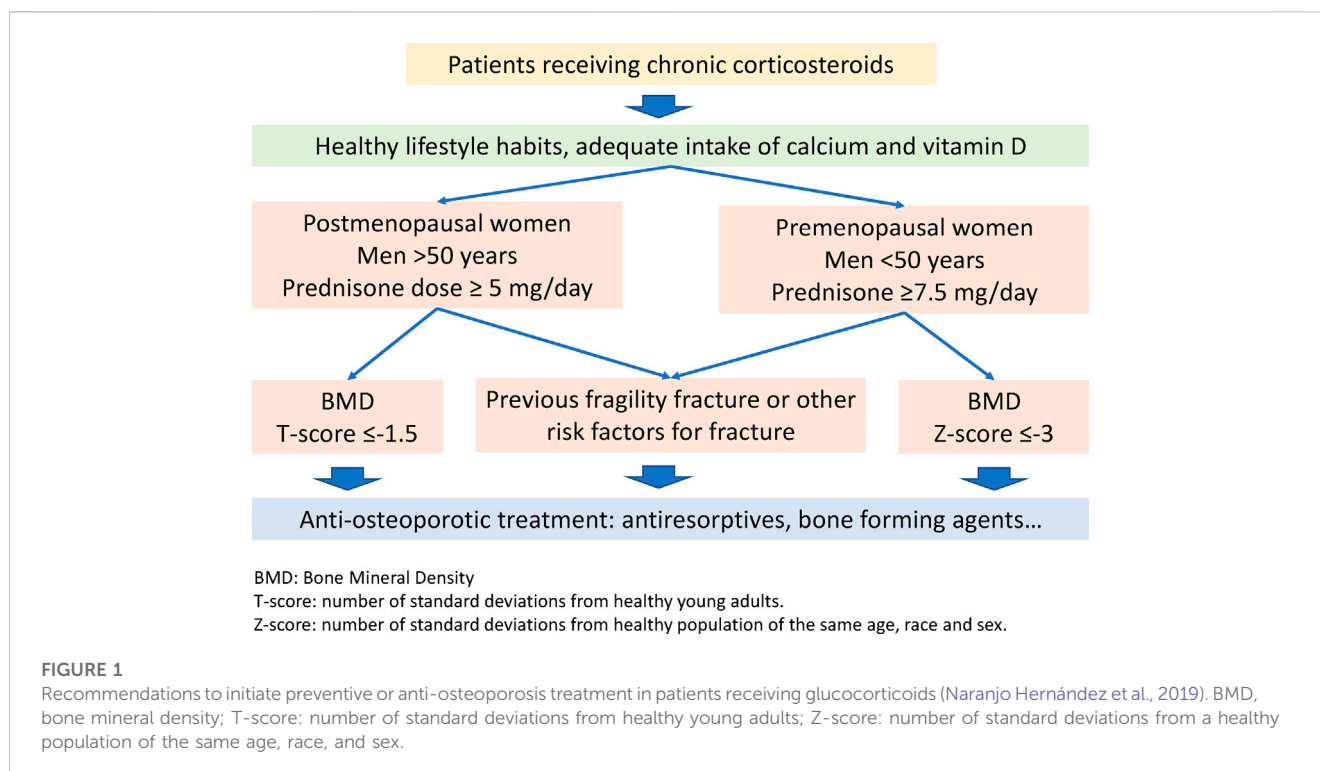 Patients receiving chronic corticosteroids
Healthy lifestyle habits, adequate intake of calcium and vitamin D
Postmenopausal women
Men >50 years
Prednisone dose ≥ 5 mg/day
Premenopausal women
Men <50 years
Prednisone ≥7.5 mg/day
BMD
T-score ≤-1.5
Previous fragility fracture or other
risk factors for fracture
BMD
Z-score ≤-3
Anti-osteoporotic treatment: antiresorptives, bone forming agents…
BMD: Bone Mineral Density
T-score: number of standard deviations from healthy young adults.
Z-score: number of standard deviations from healthy population of the same age, race and sex.
FIGURE 1
Recommendations to initiate preventive or anti-osteoporosis treatment in patients receiving glucocorticoids (Naranjo Hernández et al., 2019). BMD,
bone mineral density; T-score: number of standard deviations from healthy young adults; Z-score: number of standard deviations from a healthy
population of the same age, race, and sex.